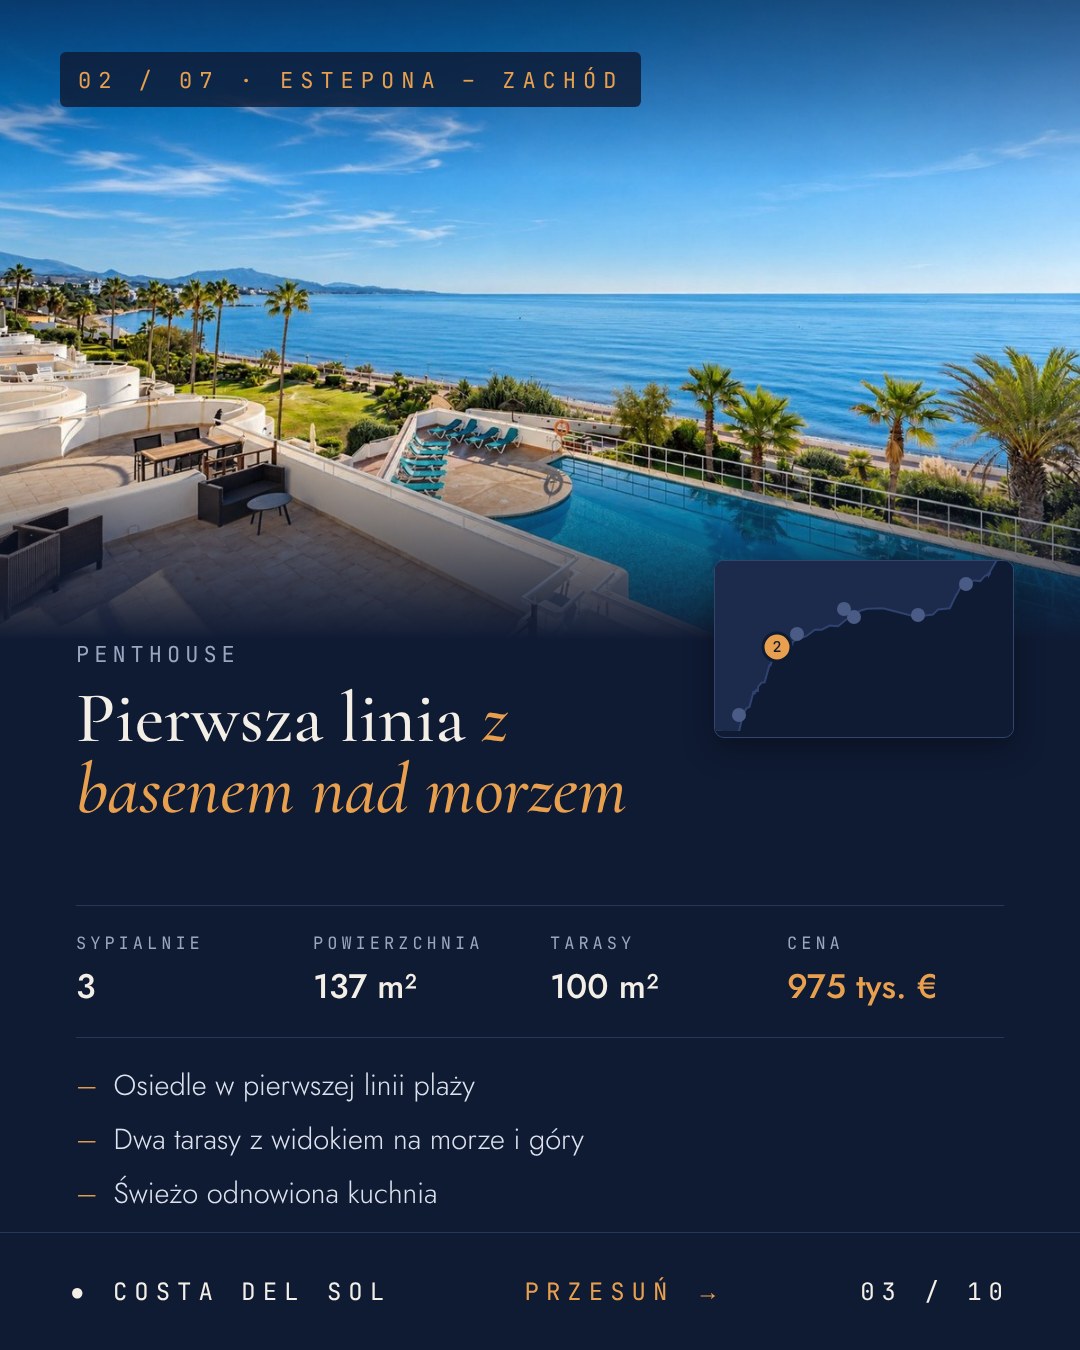 02 / 07 · ESTEPONA – ZACHÓD
2
PENTHOUSE
Pierwsza linia z
basenem nad morzem
SYPIALNIE POWIERZCHNIA TARASY CENA
3 137 m² 100 m² 975 tys. €
— Osiedle w pierwszej linii plaży
— Dwa tarasy z widokiem na morze i góry
— Świeżo odnowiona kuchnia
• COSTA DEL SOL PRZESUŃ → 03 / 10